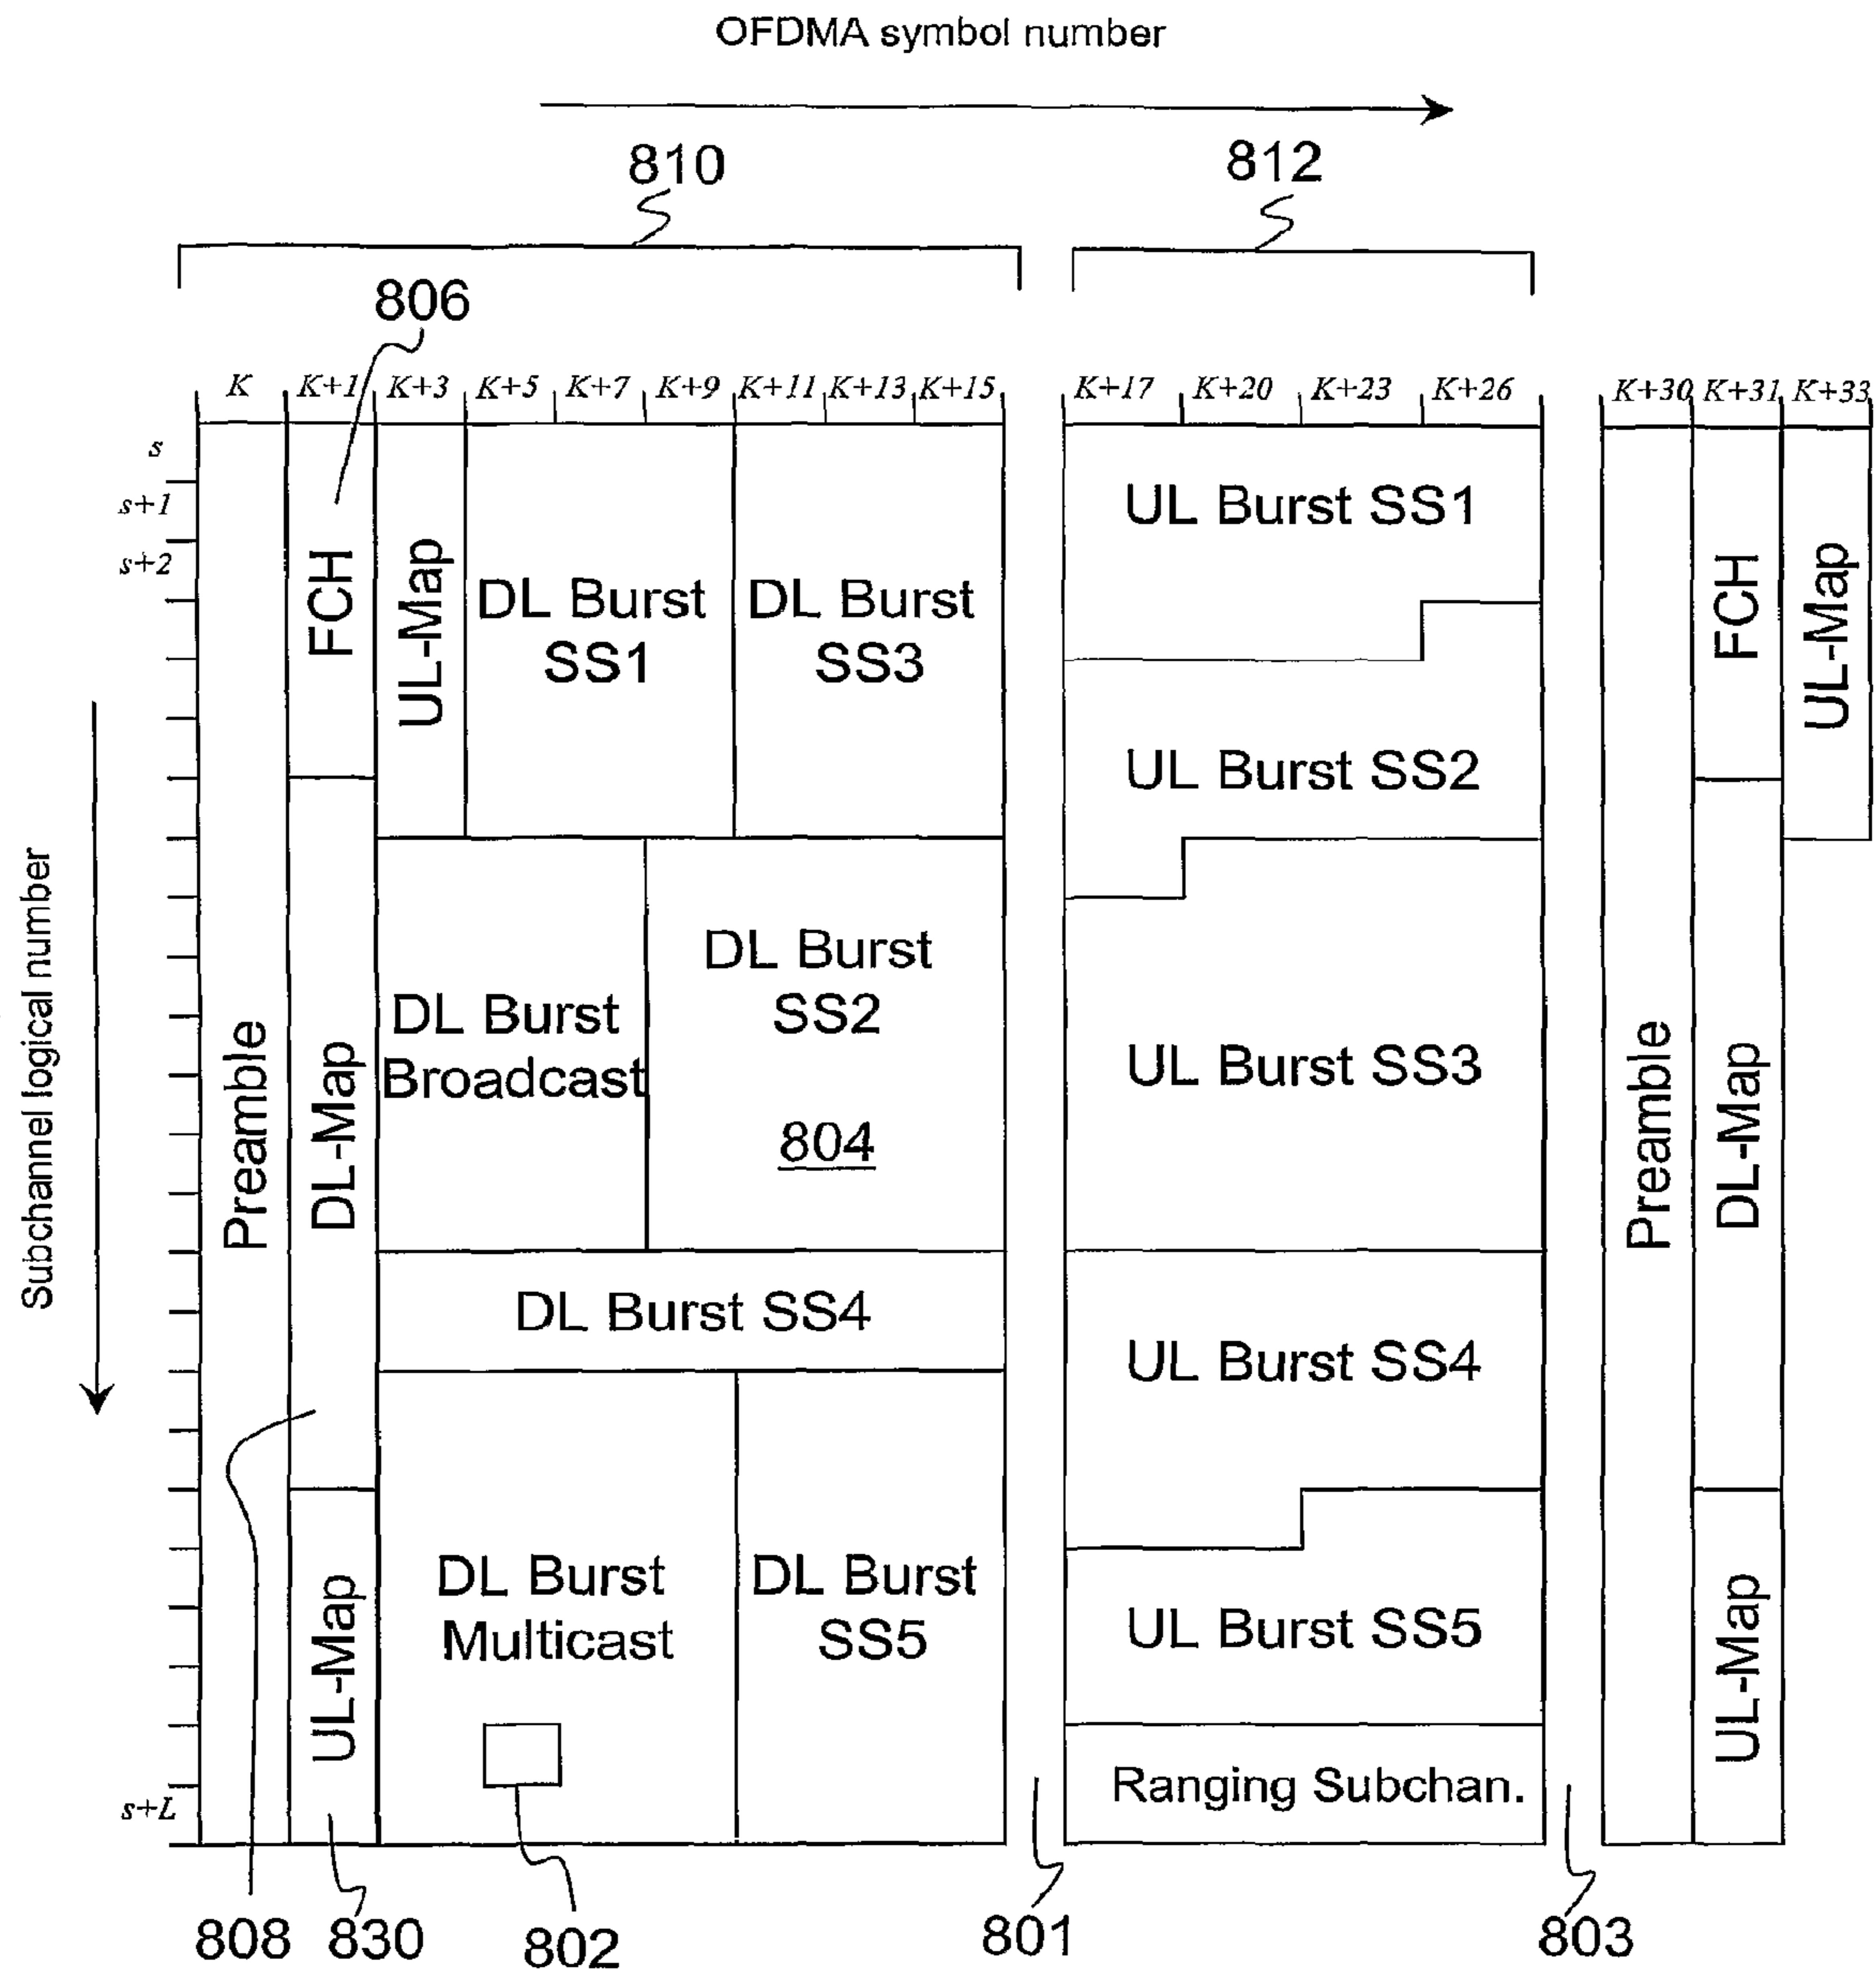 OFDMA symbol number
810
812
806
K
K+1
K+3
K+5
K+7
K+9
K+11
K+13
K+15
K+17
K+20
K+23
K+26
K+30
K+31
K+33
s
s+1
s+2
s+L
Subchannel logical number
Preamble
FCH
DL-Map
UL-Map
UL-Map
DL Burst
SS1
DL Burst
SS3
DL Burst
Broadcast
DL Burst
SS2
804
DL Burst SS4
DL Burst
Multicast
DL Burst
SS5
UL Burst SS1
UL Burst SS2
UL Burst SS3
UL Burst SS4
UL Burst SS5
Ranging Subchan.
Preamble
FCH
DL-Map
UL-Map
UL-Map
808
830
802
801
803